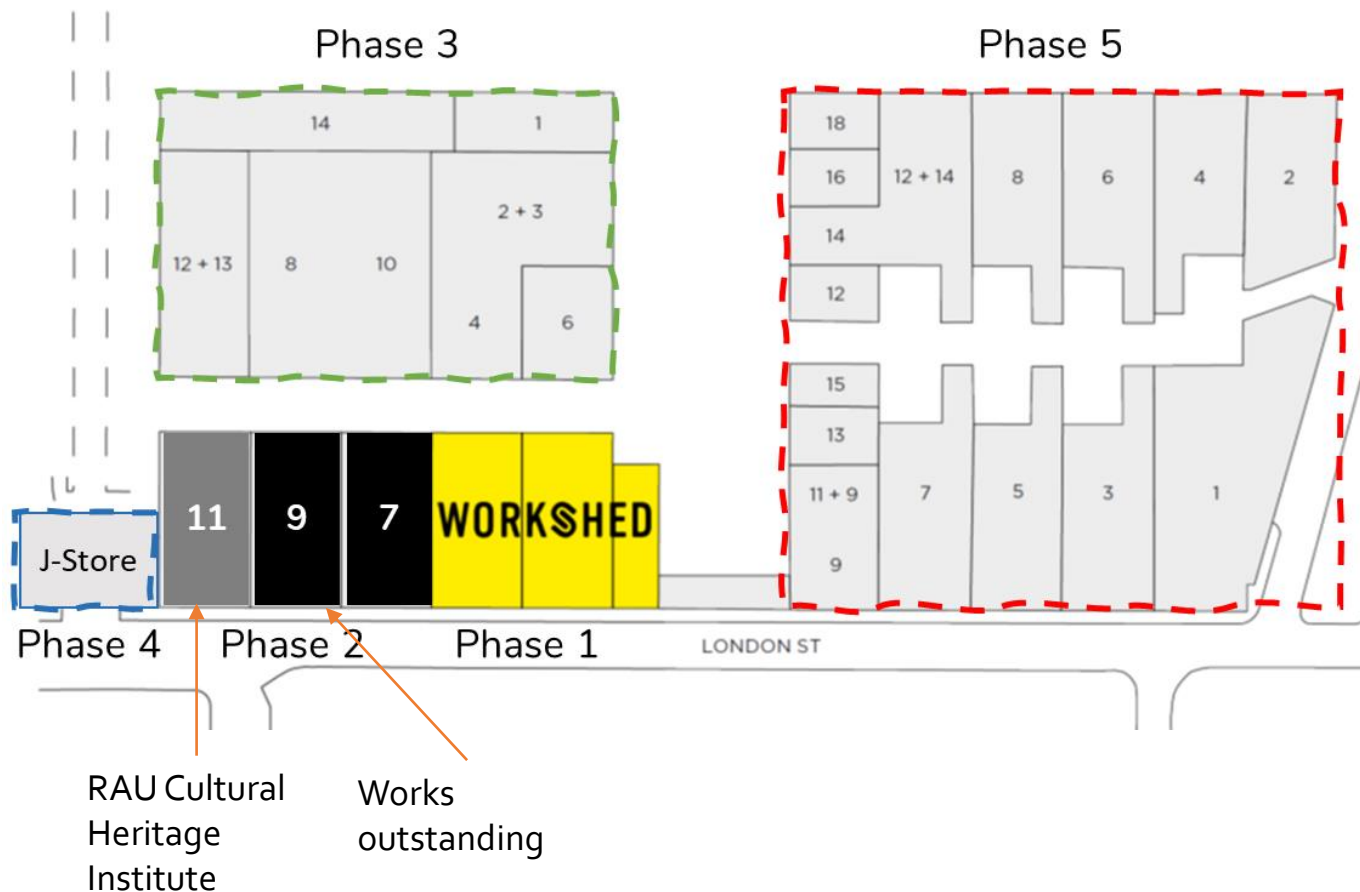 Phase 3
Phase 5
14
1
12 + 13
8
10
2 + 3
4
6
18
16
14
12
12 + 14
8
6
4
2
15
13
11 + 9
9
7
5
3
1
J-Store
11
9
7
WORKSHED
Phase 4
Phase 2
Phase 1
LONDON ST
RAU Cultural
Heritage
Institute
Works
outstanding